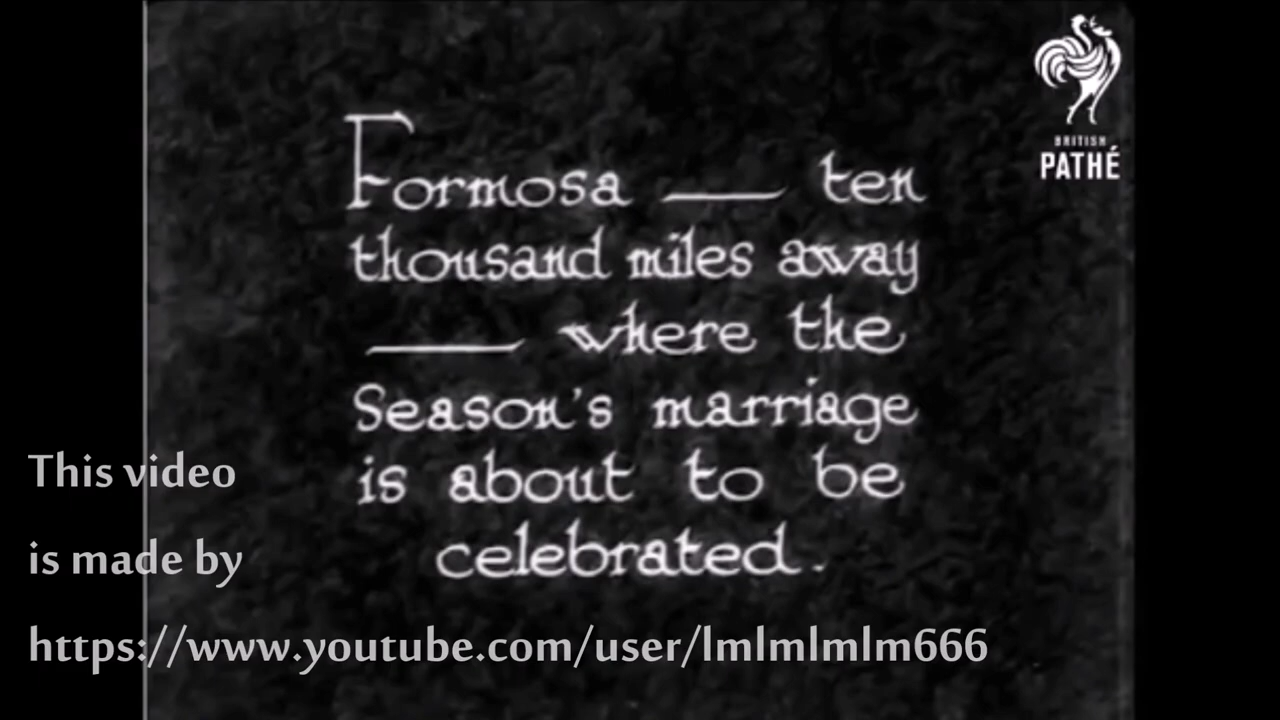 Formosa — ten
thousand miles away
— where the
Season's marriage
is about to be
celebrated.
BRITISH
PATHÉ
This video
is made by
https://www.youtube.com/user/lmlmlmlm666